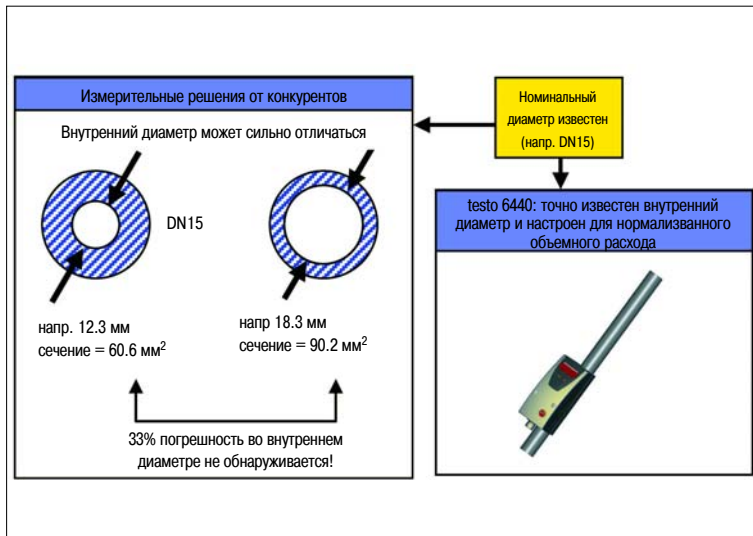 Измерительные решения от конкурентов
Внутренний диаметр может сильно отличаться
DN15
напр. 12.3 мм
сечение = 60.6 мм²
напр 18.3 мм
сечение = 90.2 мм²
33% погрешность во внутреннем
диаметре не обнаруживается!
Номинальный
диаметр известен
(напр. DN15)
testo 6440: точно известен внутренний
диаметр и настроен для нормализванного
объемного расхода